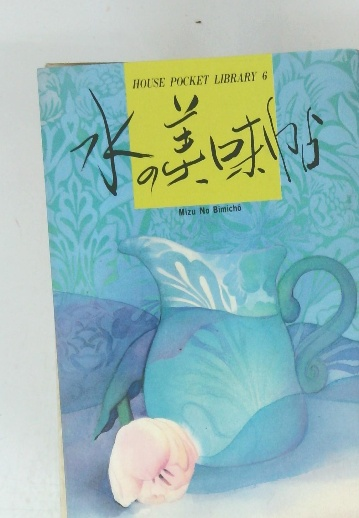 HOUSE POCKET LIBRARY 6
水の美味帖
Mizu No Bimichō